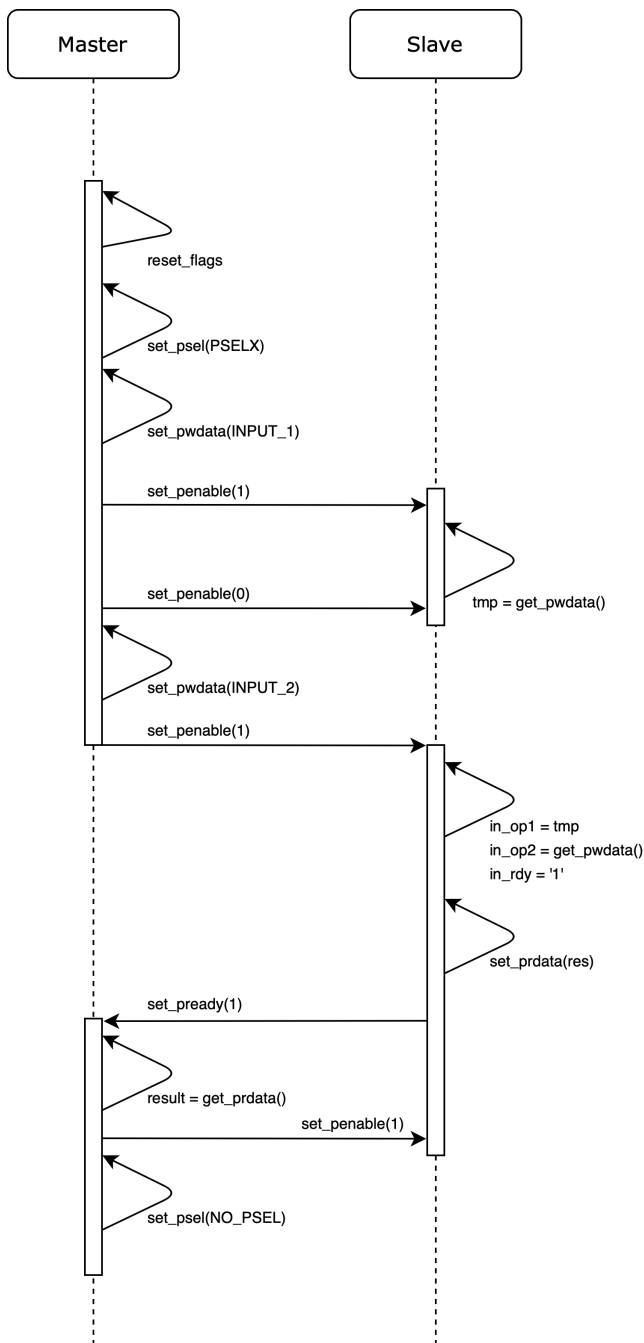 Master
Slave
reset_flags
set_psel(PSELX)
set_pwdata(INPUT_1)
set_penable(1)
set_penable(0)
tmp = get_pwdata()
set_pwdata(INPUT_2)
set_penable(1)
in_op1 = tmp
in_op2 = get_pwdata()
in_rdy = '1'
set_prdata(res)
set_pready(1)
result = get_prdata()
set_penable(1)
set_psel(NO_PSEL)